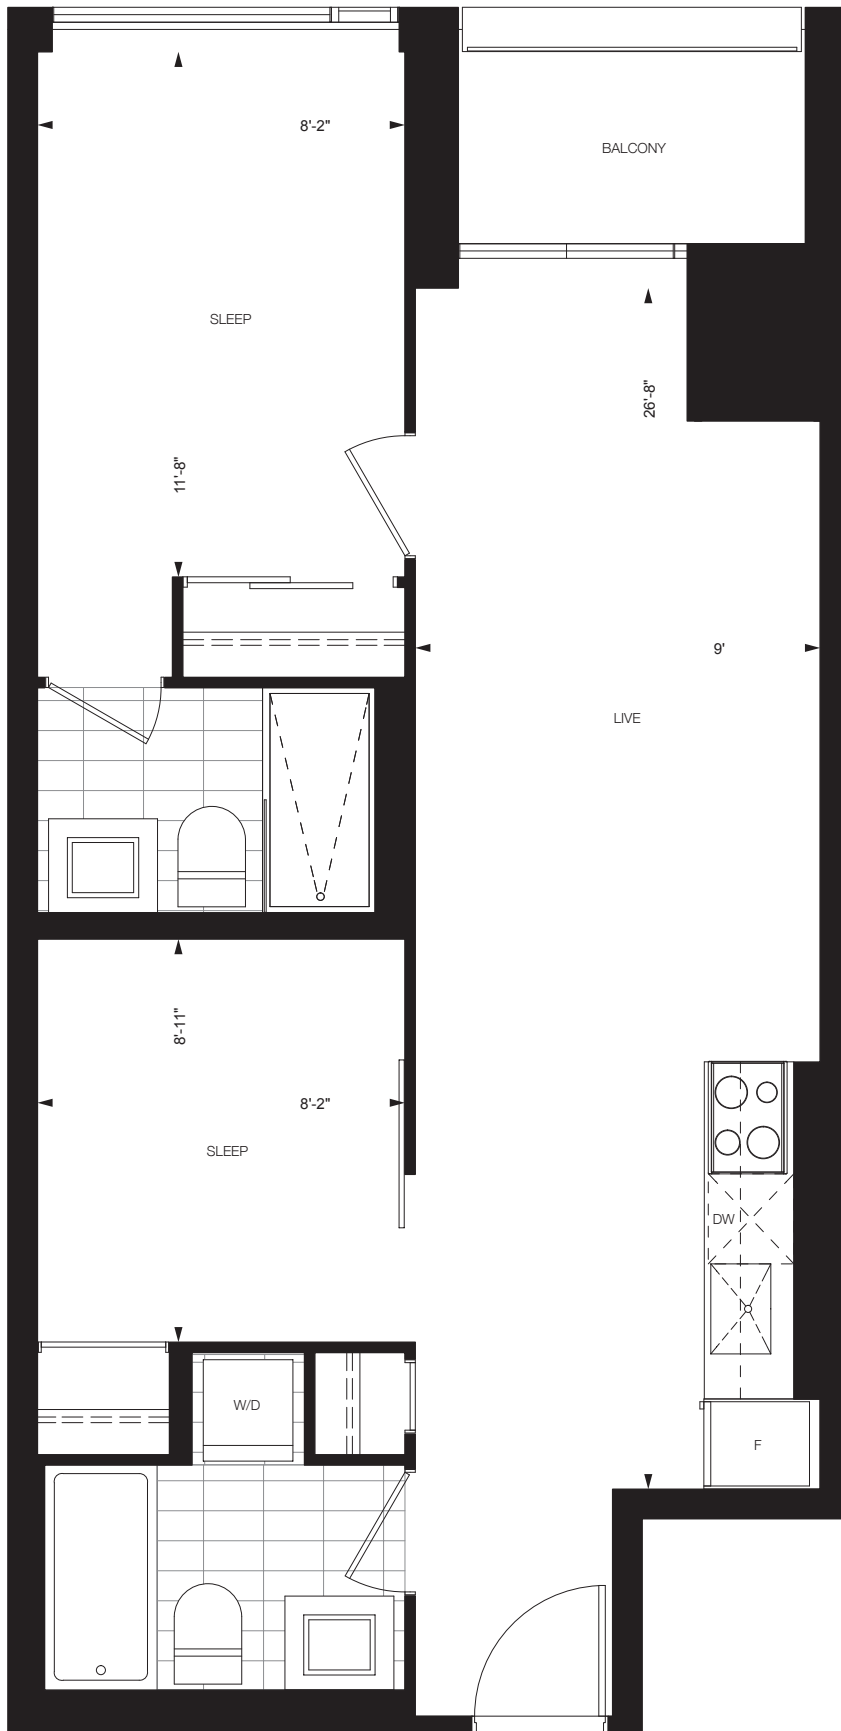 8'-2"
BALCONY
SLEEP
26'-8"
11'-8"
9'
LIVE
8'-11"
8'-2"
SLEEP
DW
W/D
F